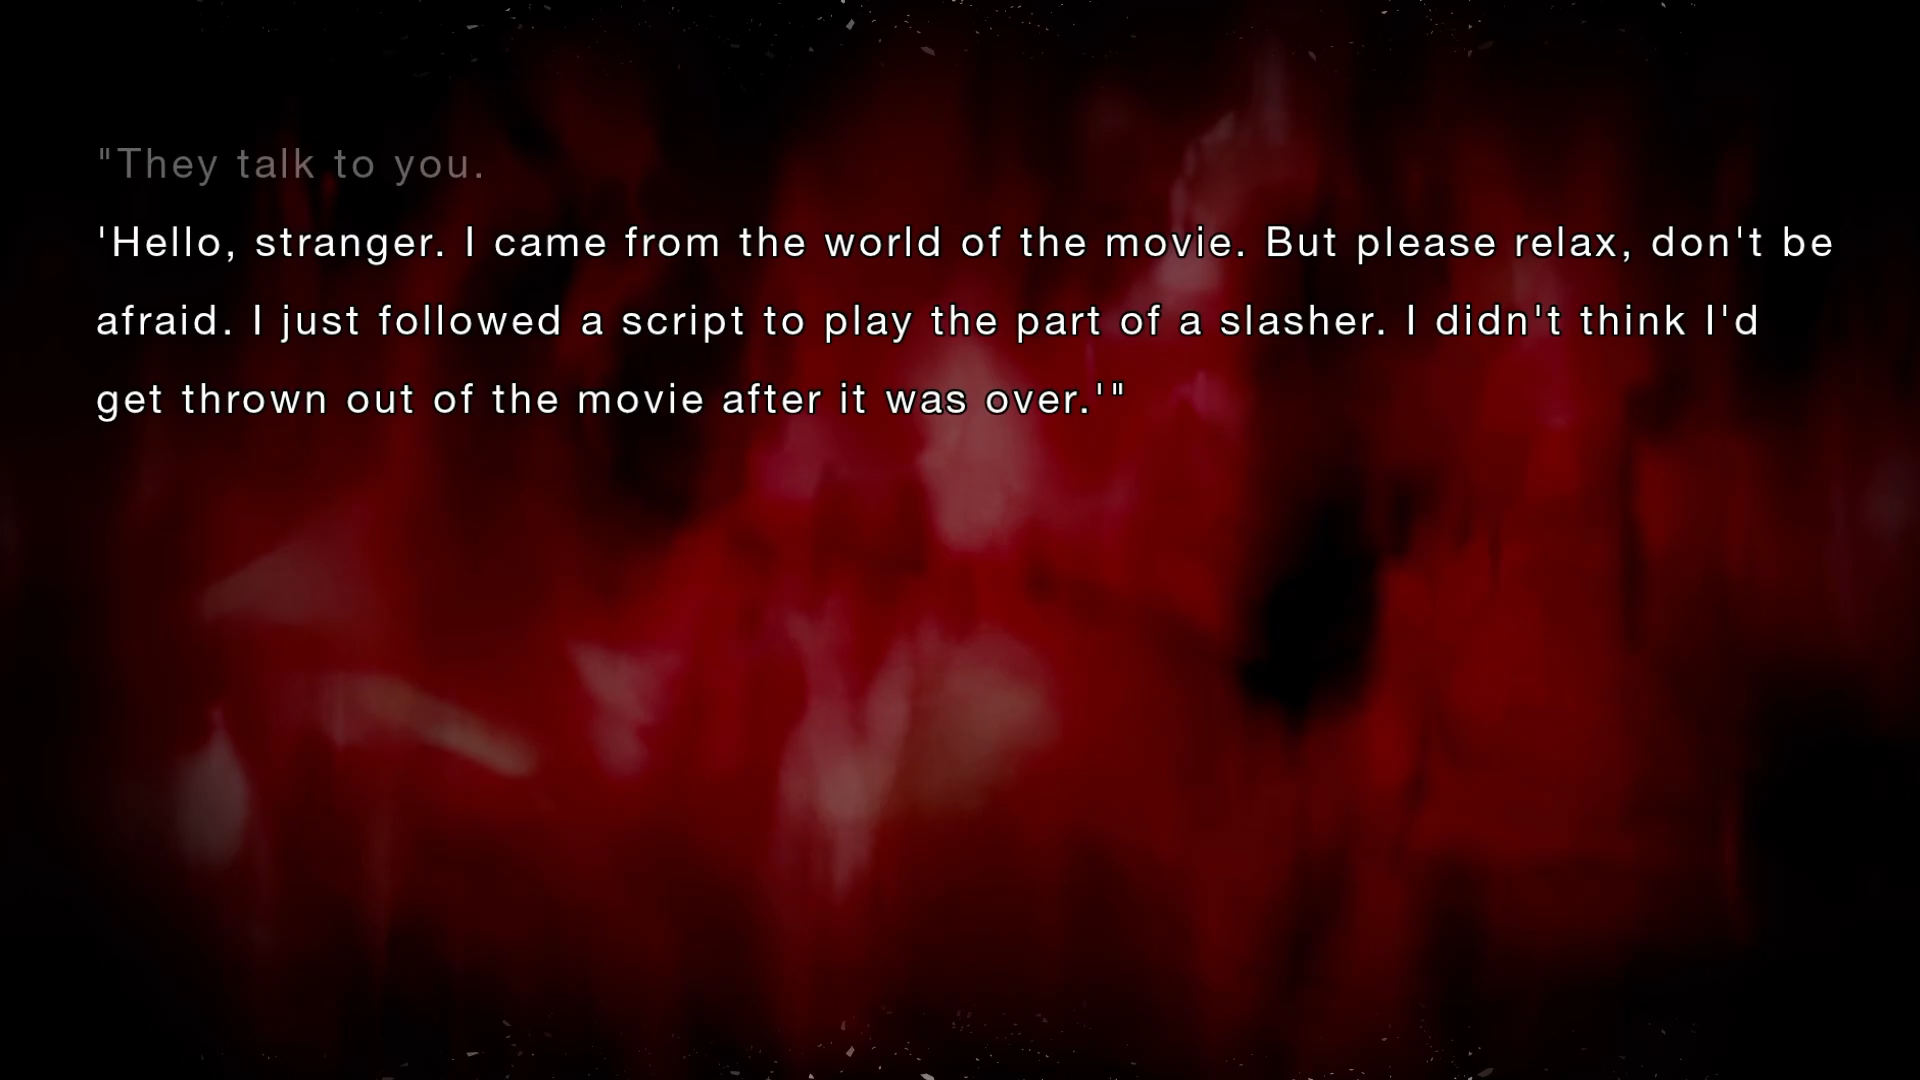 "They talk to you.
'Hello, stranger. I came from the world of the movie. But please relax, don't be
afraid. I just followed a script to play the part of a slasher. I didn't think I'd
get thrown out of the movie after it was over.'"